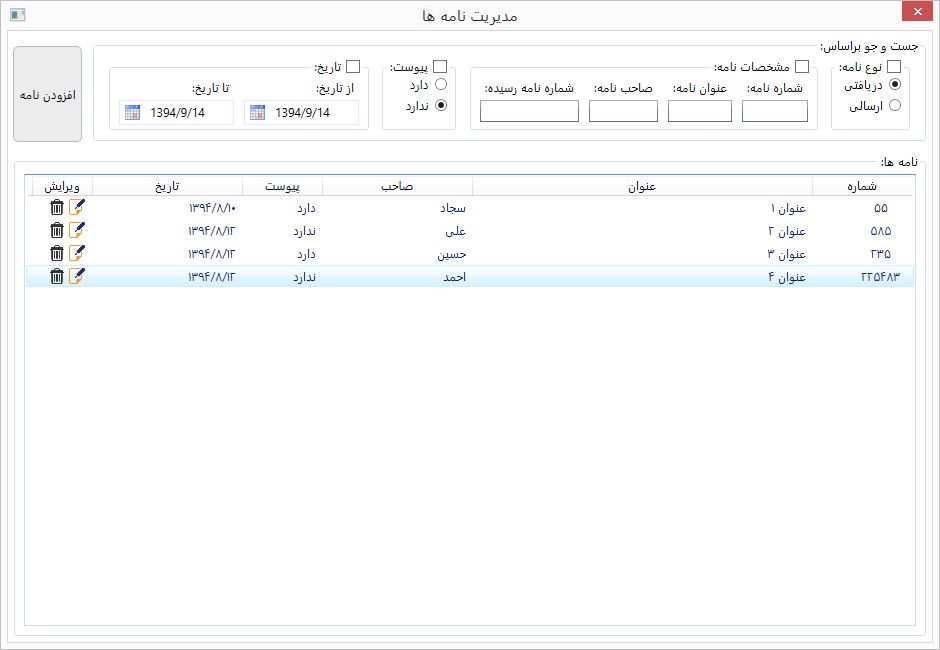 مدیریت نامه ها
جست و جو براساس:
نوع نامه:
دریافتی
ارسالی
مشخصات نامه:
شماره نامه: عنوان نامه: صاحب نامه: شماره نامه رسیده:
پیوست:
دارد
ندارد
تاریخ:
از تاریخ: تا تاریخ:
1394/9/14 1394/9/14
افزودن نامه
نامه ها:
شماره عنوان صاحب پیوست تاریخ ویرایش
۵۵ عنوان ۱ سجاد دارد ۱۳۹۴/۸/۱۰
۵۸۵ عنوان ۲ علی ندارد ۱۳۹۴/۸/۱۲
۲۳۵ عنوان ۳ حسین دارد ۱۳۹۴/۸/۱۲
۲۲۵۴۸۳ عنوان ۴ احمد ندارد ۱۳۹۴/۸/۱۲